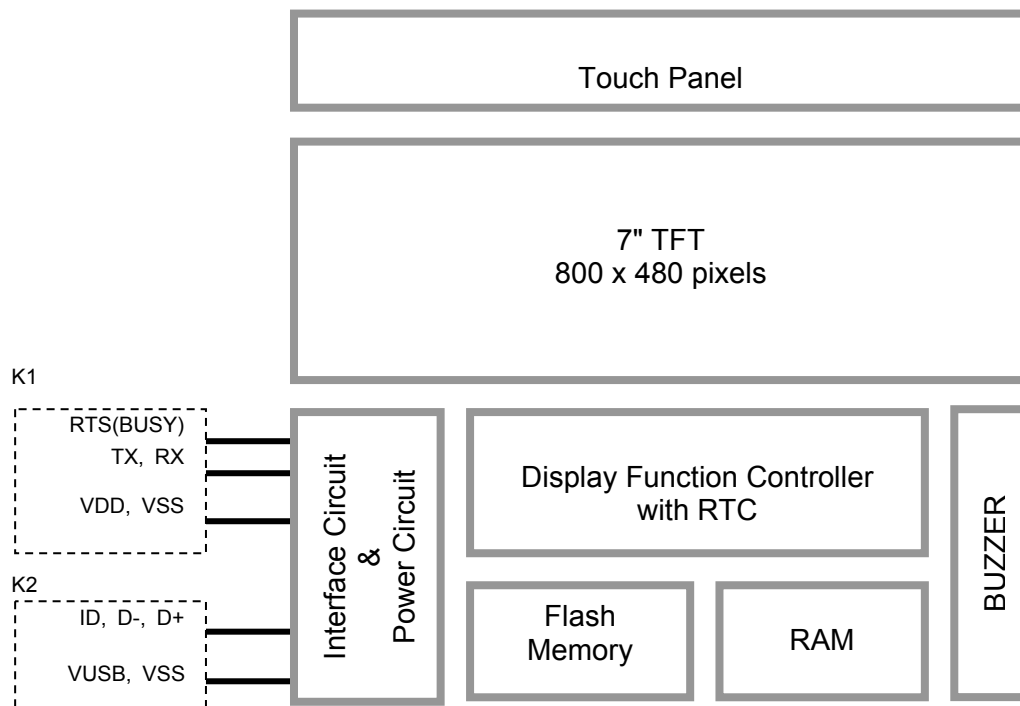 Touch Panel
7" TFT
800 x 480 pixels
K1
RTS(BUSY)
TX, RX
VDD, VSS
K2
ID, D-, D+
VUSB, VSS
Interface Circuit
&
Power Circuit
Display Function Controller
with RTC
Flash
Memory
RAM
BUZZER